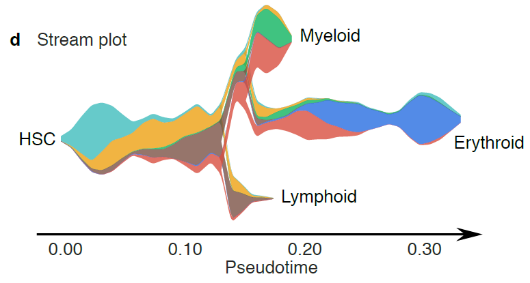 d Stream plot
Myeloid
HSC
Erythroid
Lymphoid
0.00 0.10 0.20 0.30
Pseudotime